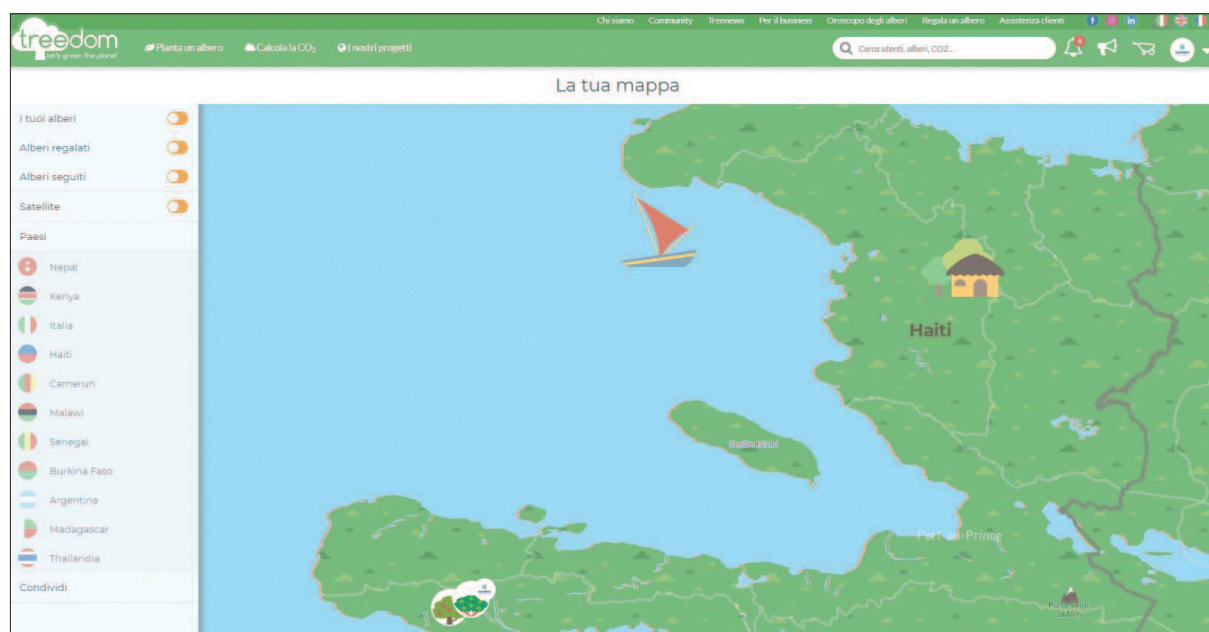 Chi siamo Community Treenews Per il business Oroscopo degli alberi Regala un albero Assistenza clienti
treedom
let's green the planet
Pianta un albero Calcola la CO₂ I nostri progetti
Cerca utenti, alberi, CO2...
4
La tua mappa
I tuoi alberi
Alberi regalati
Alberi seguiti
Satellite
Paesi
Nepal
Kenya
Italia
Haiti
Camerun
Malawi
Senegal
Burkina Faso
Argentina
Madagascar
Thailandia
Condividi
Haiti
Port-au-Prince
2680m